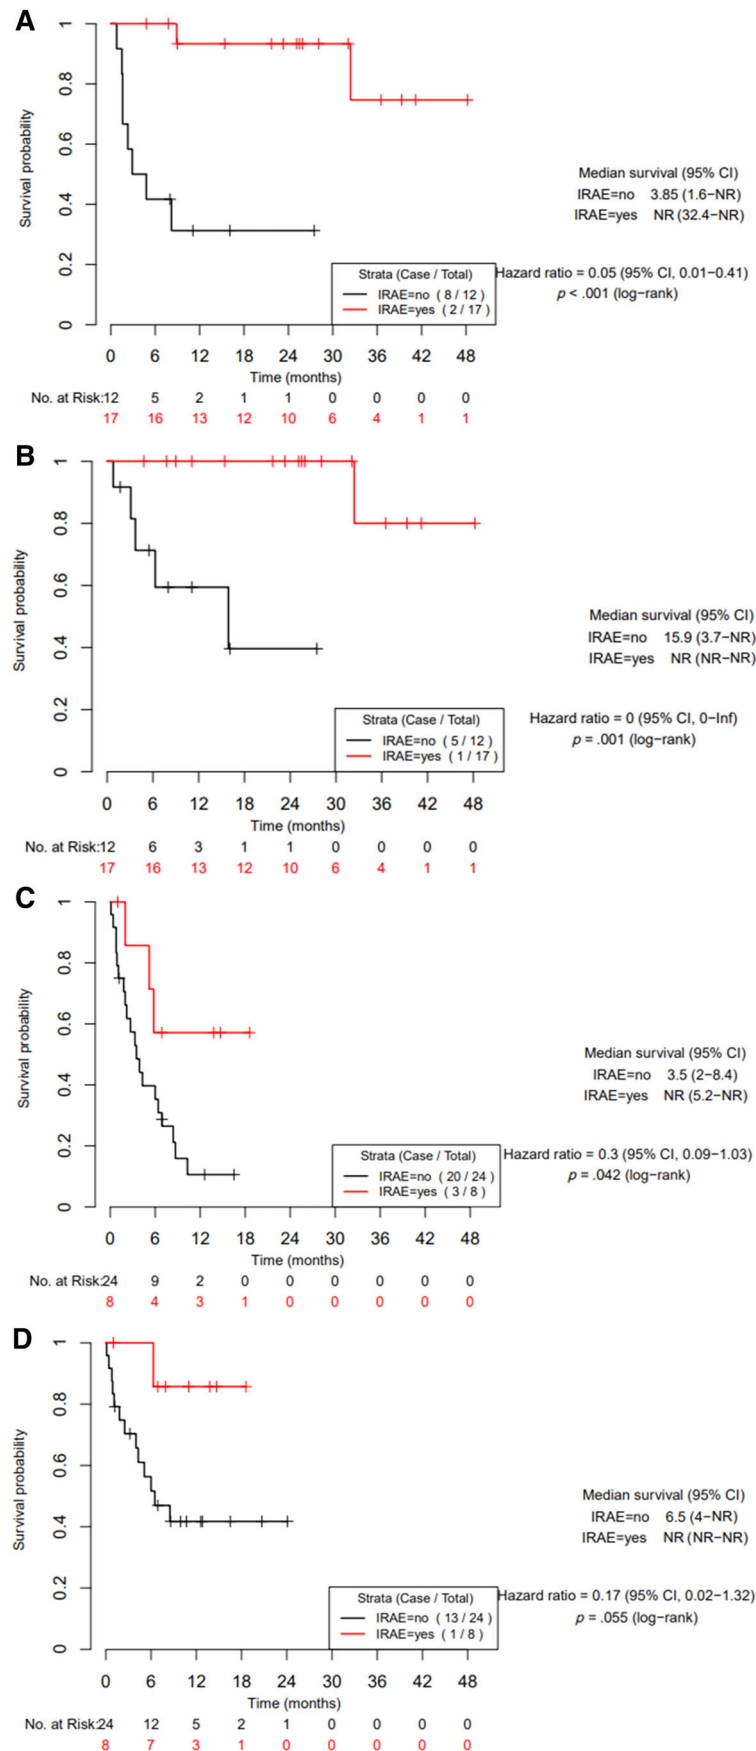 A
1
0.8
0.6
0.4
0.2
0
Survival probability
Median survival (95% CI)
IRAE=no 3.85 (1.6−NR)
IRAE=yes NR (32.4−NR)
Strata (Case / Total)
IRAE=no ( 8 / 12 )
IRAE=yes ( 2 / 17 )
Hazard ratio = 0.05 (95% CI, 0.01−0.41)
p < .001 (log−rank)
0 6 12 18 24 30 36 42 48
Time (months)
No. at Risk:12 5 2 1 1 0 0 0 0
17 16 13 12 10 6 4 1 1
B
1
0.8
0.6
0.4
0.2
0
Survival probability
Median survival (95% CI)
IRAE=no 15.9 (3.7−NR)
IRAE=yes NR (NR−NR)
Strata (Case / Total)
IRAE=no ( 5 / 12 )
IRAE=yes ( 1 / 17 )
Hazard ratio = 0 (95% CI, 0−Inf)
p = .001 (log−rank)
0 6 12 18 24 30 36 42 48
Time (months)
No. at Risk:12 6 3 1 1 0 0 0 0
17 16 13 12 10 6 4 1 1
C
1
0.8
0.6
0.4
0.2
0
Survival probability
Median survival (95% CI)
IRAE=no 3.5 (2−8.4)
IRAE=yes NR (5.2−NR)
Strata (Case / Total)
IRAE=no ( 20 / 24 )
IRAE=yes ( 3 / 8 )
Hazard ratio = 0.3 (95% CI, 0.09−1.03)
p = .042 (log−rank)
0 6 12 18 24 30 36 42 48
Time (months)
No. at Risk:24 9 2 0 0 0 0 0 0
8 4 3 1 0 0 0 0 0
D
1
0.8
0.6
0.4
0.2
0
Survival probability
Median survival (95% CI)
IRAE=no 6.5 (4−NR)
IRAE=yes NR (NR−NR)
Strata (Case / Total)
IRAE=no ( 13 / 24 )
IRAE=yes ( 1 / 8 )
Hazard ratio = 0.17 (95% CI, 0.02−1.32)
p = .055 (log−rank)
0 6 12 18 24 30 36 42 48
Time (months)
No. at Risk:24 12 5 2 1 0 0 0 0
8 7 3 1 0 0 0 0 0